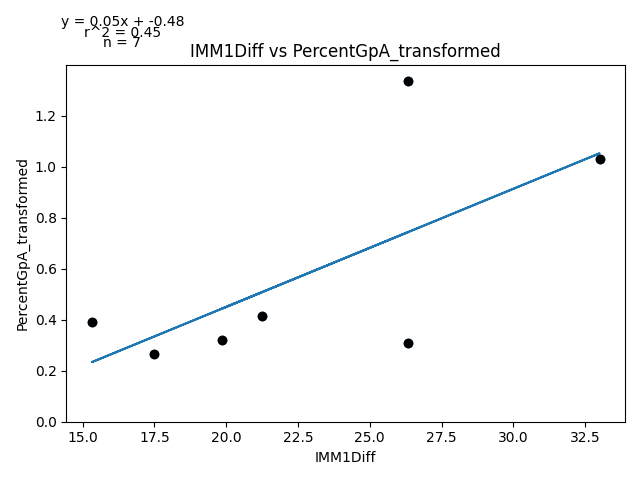 y = 0.05x + -0.48
r^2 = 0.45
n = 7
IMM1Diff vs PercentGpA_transformed
1.2
1.0
0.8
0.6
0.4
0.2
0.0
PercentGpA_transformed
15.0 17.5 20.0 22.5 25.0 27.5 30.0 32.5
IMM1Diff